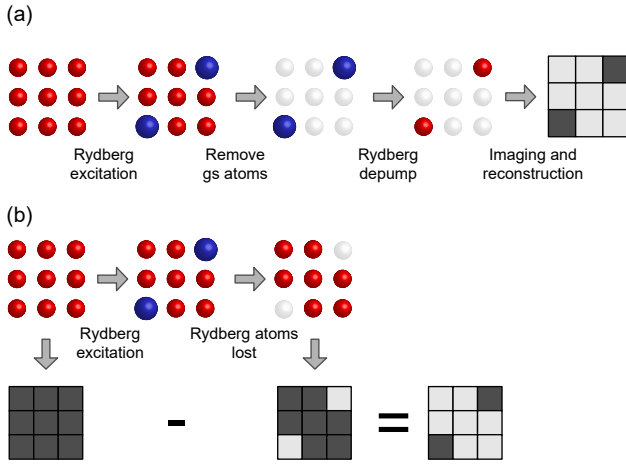 (a)
Rydberg
excitation
Remove
gs atoms
Rydberg
depump
Imaging and
reconstruction
(b)
Rydberg
excitation
Rydberg atoms
lost